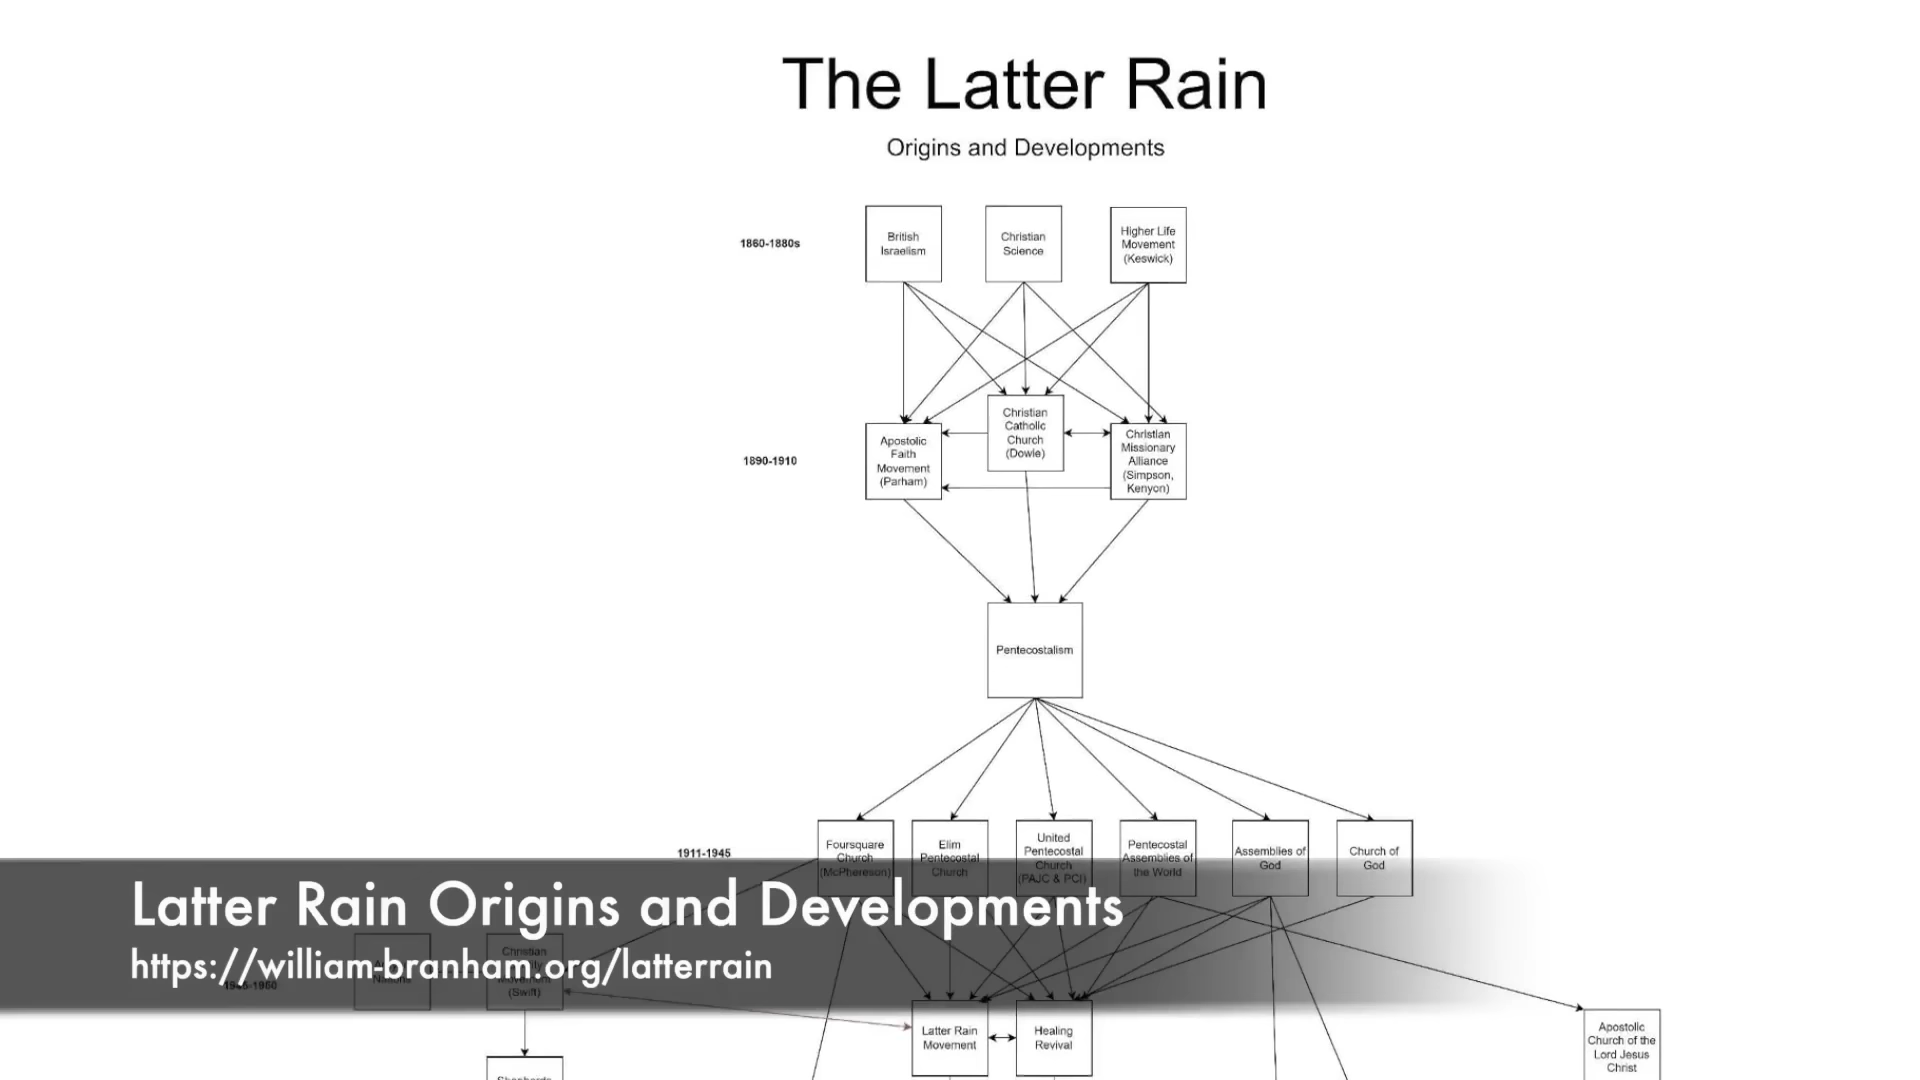 The Latter Rain
Origins and Developments
1860-1880s
British
Israelism
Christian
Science
Higher Life
Movement
(Keswick)
1890-1910
Apostolic
Faith
Movement
(Parham)
Christian
Catholic
Church
(Dowie)
Christian
Missionary
Alliance
(Simpson,
Kenyon)
Pentecostalism
1911-1945
Foursquare
Church
(McPhereson)
Elim
Pentecostal
Church
United
Pentecostal
Church
(PAJC & PCI)
Pentecostal
Assemblies of
the World
Assemblies of
God
Church of
God
Latter Rain Origins and Developments
https://william-branham.org/latterrain
Christian
Movement
(Swift)
Latter Rain
Movement
Healing
Revival
Apostolic
Church of the
Lord Jesus
Christ